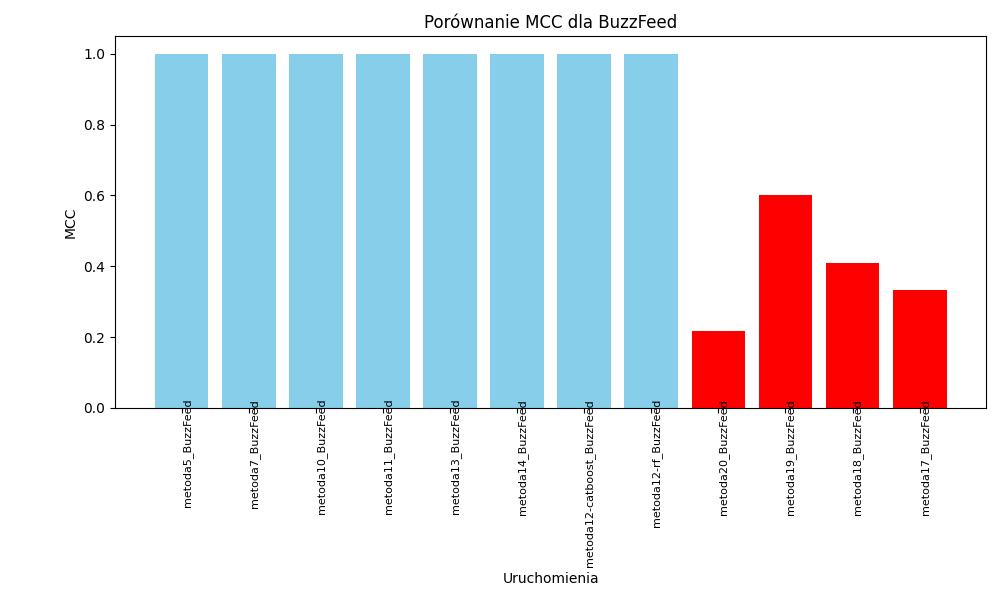 Porównanie MCC dla BuzzFeed
MCC
1.0
0.8
0.6
0.4
0.2
0.0
metoda5_BuzzFeed
metoda7_BuzzFeed
metoda10_BuzzFeed
metoda11_BuzzFeed
metoda13_BuzzFeed
metoda14_BuzzFeed
metoda12-catboost_BuzzFeed
metoda12-rf_BuzzFeed
metoda20_BuzzFeed
metoda19_BuzzFeed
metoda18_BuzzFeed
metoda17_BuzzFeed
Uruchomienia